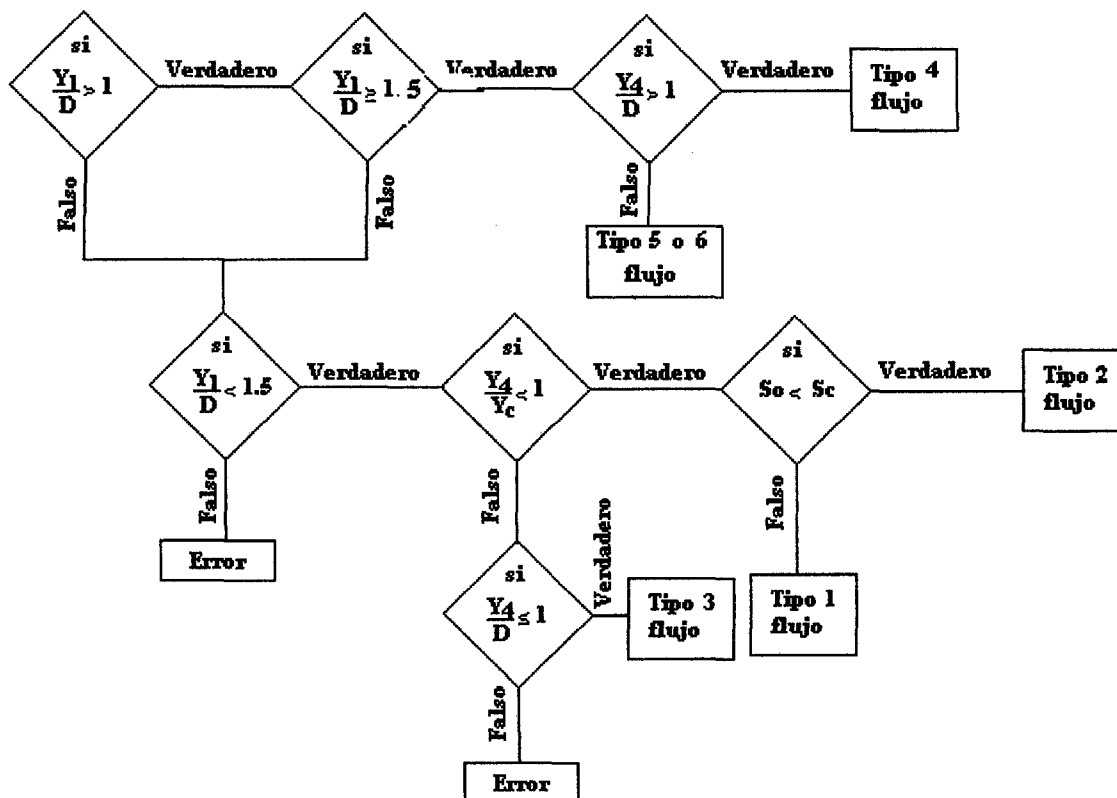 si
Y1/D > 1
Verdadero
si
Y1/D ≥ 1.5
Verdadero
si
Y4/D > 1
Verdadero
Tipo 4
flujo
Falso
Falso
Falso
Tipo 5 o 6
flujo
si
Y1/D < 1.5
Verdadero
si
Y4/Yc < 1
Verdadero
si
So < Sc
Verdadero
Tipo 2
flujo
Falso
Falso
Falso
Error
si
Y4/D ≤ 1
Verdadero
Tipo 3
flujo
Tipo 1
flujo
Falso
Error